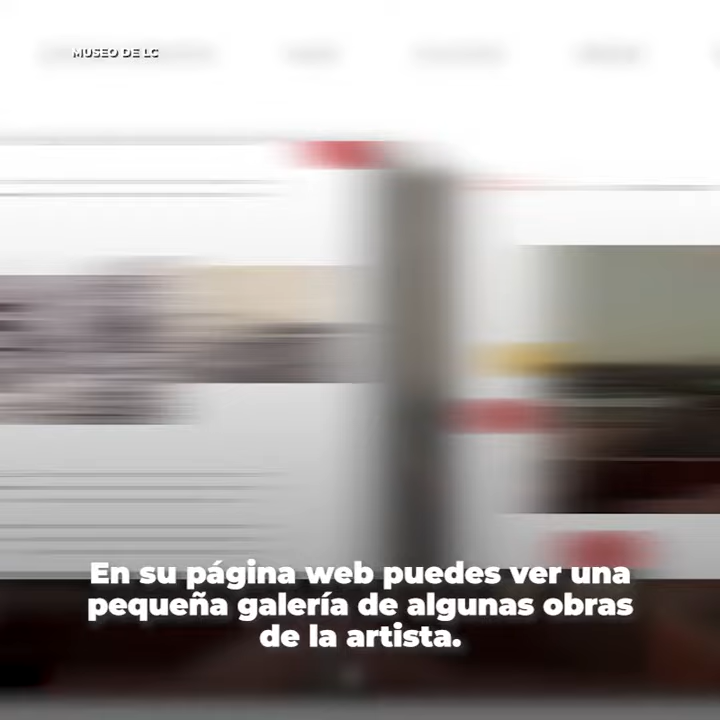 MUSEO DE LC
En su página web puedes ver una
pequeña galería de algunas obras
de la artista.